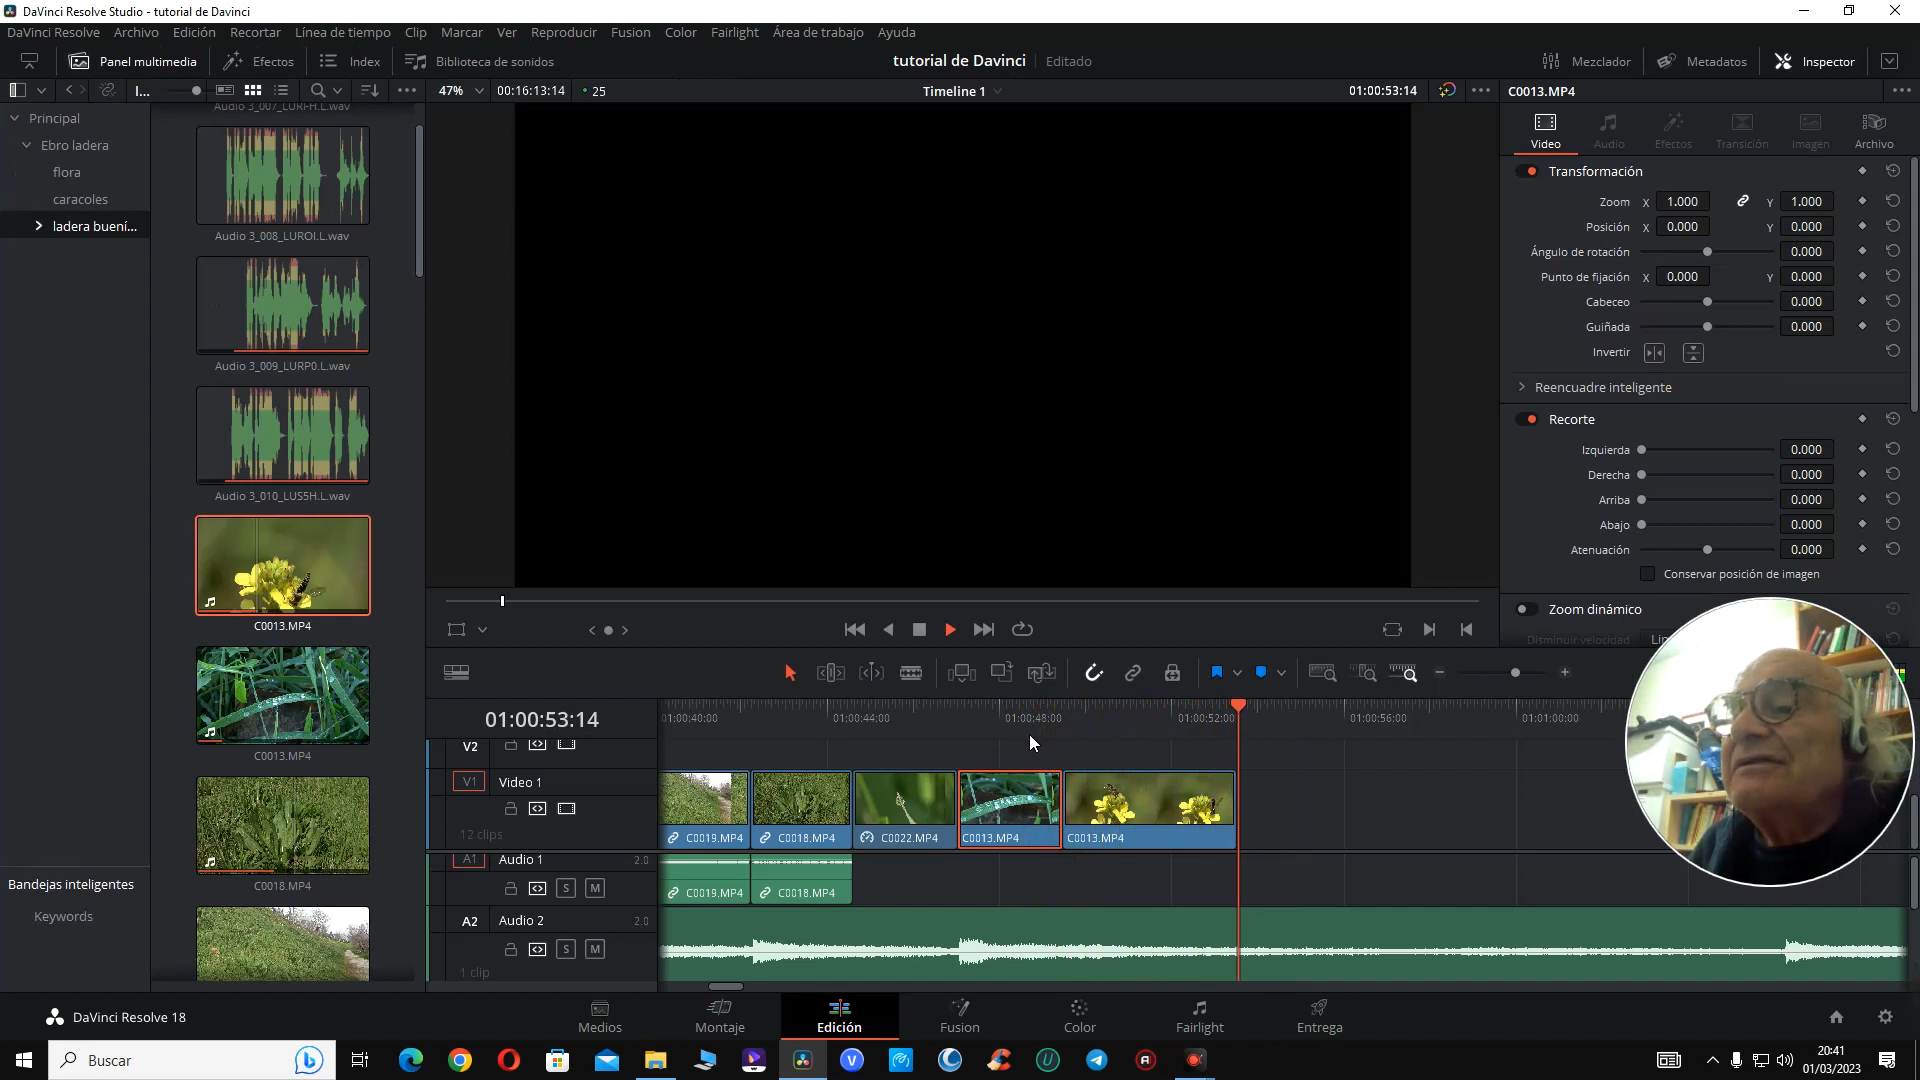 DaVinci Resolve Studio - tutorial de Davinci
DaVinci Resolve Archivo Edición Recortar Línea de tiempo Clip Marcar Ver Reproducir Fusion Color Fairlight Área de trabajo Ayuda
Panel multimedia Efectos Index Biblioteca de sonidos tutorial de Davinci Editado Mezclador Metadatos Inspector
I... 47% 00:16:13:14 25 Timeline 1 01:00:53:14 C0013.MP4
Principal
Ebro ladera
flora
caracoles
ladera buení...
Bandejas inteligentes
Keywords
Audio 3_007_LURFH.L.wav
Audio 3_008_LUROI.L.wav
Audio 3_009_LURP0.L.wav
Audio 3_010_LUS5H.L.wav
C0013.MP4
C0013.MP4
C0018.MP4
Video Audio Efectos Transición Imagen Archivo
Transformación
Zoom X 1.000 Y 1.000
Posición X 0.000 Y 0.000
Ángulo de rotación 0.000
Punto de fijación X 0.000 Y 0.000
Cabeceo 0.000
Guiñada 0.000
Invertir
Reencuadre inteligente
Recorte
Izquierda 0.000
Derecha 0.000
Arriba 0.000
Abajo 0.000
Atenuación 0.000
Conservar posición de imagen
Zoom dinámico
Disminuir velocidad Lin
01:00:53:14
01:00:40:00 01:00:44:00 01:00:48:00 01:00:52:00 01:00:56:00 01:01:00:00
V2
V1 Video 1
12 clips
C0019.MP4 C0018.MP4 C0022.MP4 C0013.MP4 C0013.MP4
A1 Audio 1 2.0
S M
C0019.MP4 C0018.MP4
A2 Audio 2 2.0
S M
1 clip
DaVinci Resolve 18
Medios Montaje Edición Fusion Color Fairlight Entrega
Buscar
20:41
01/03/2023